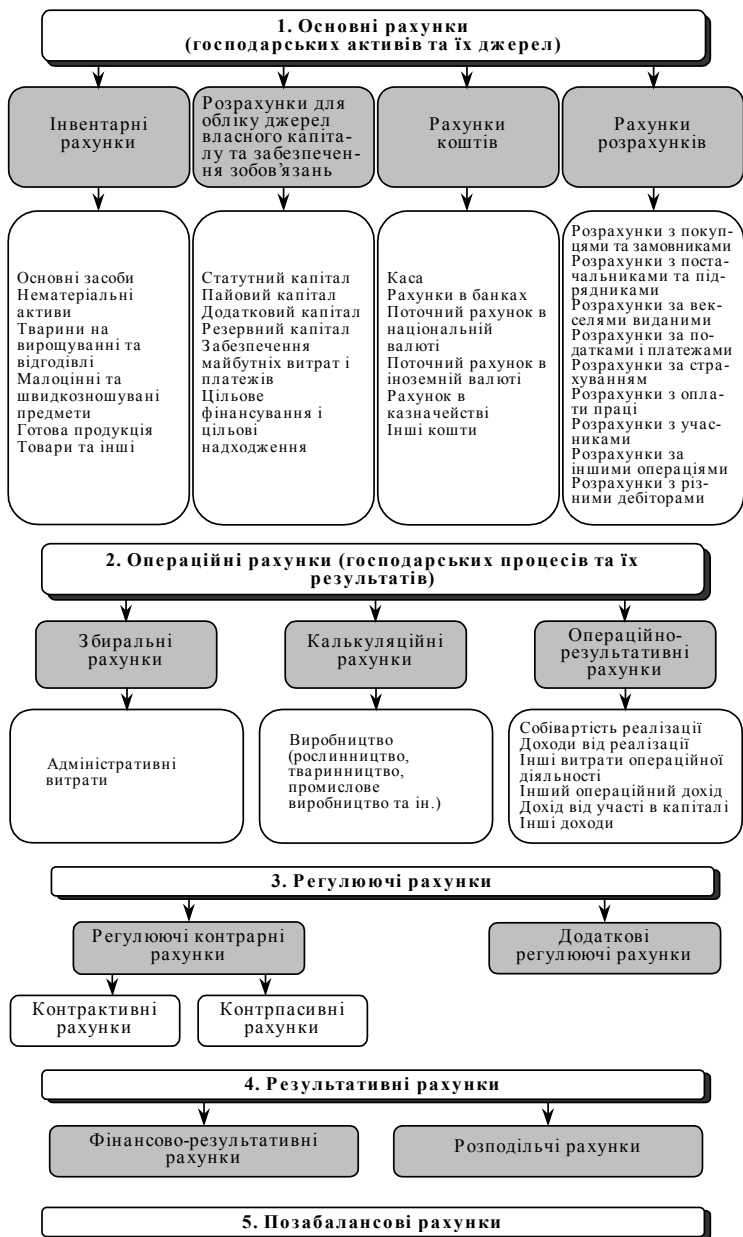 1. Основні рахунки
(господарських активів та їх джерел)
Інвентарні
рахунки
Розрахунки для
обліку джерел
власного капіта-
лу та забезпечен-
ня зобов’язань
Рахунки
коштів
Рахунки
розрахунків
Основні засоби
Нематеріальні
активи
Тварини на
вирощуванні та
відгодівлі
Малоцінні та
швидкозношувані
предмети
Готова продукція
Товари та інші
Статутний капітал
Пайовий капітал
Додатковий капітал
Резервний капітал
Забезпечення
майбутніх витрат і
платежів
Цільове
фінансування і
цільові
надходження
Каса
Рахунки в банках
Поточний рахунок в
національній
валюті
Поточний рахунок в
іноземній валюті
Рахунок в
казначействі
Інші кошти
Розрахунки з покуп-
цями та замовниками
Розрахунки з поста-
чальниками та підр-
рядниками
Розрахунки за век-
селями виданими
Розрахунки за по-
датками і платежами
Розрахунки за стра-
хуванням
Розрахунки з опла-
ти праці
Розрахунки з учас-
никами
Розрахунки за
іншими операціями
Розрахунки з різ-
ними дебіторами
2. Операційні рахунки (господарських процесів та їх
результатів)
Збиральні
рахунки
Калькуляційні
рахунки
Операційно-
результативні
рахунки
Адміністративні
витрати
Виробництво
(рослинництво,
тваринництво,
промислове
виробництво та ін.)
Собівартість реалізації
Доходи від реалізації
Інші витрати операційної
діяльності
Інший операційний дохід
Дохід від участі в капіталі
Інші доходи
3. Регулюючі рахунки
Регулюючі контрарні
рахунки
Додаткові
регулюючі рахунки
Контрактивні
рахунки
Контрпасивні
рахунки
4. Результативні рахунки
Фінансово-результативні
рахунки
Розподільчі рахунки
5. Позабалансові рахунки